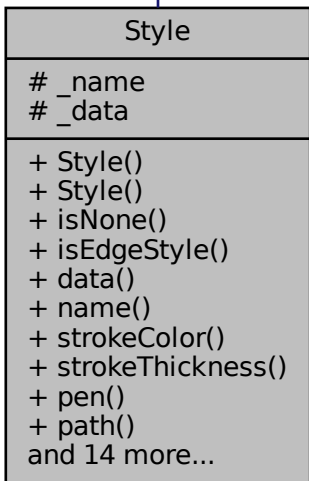 Style
# _name
# _data
+ Style()
+ Style()
+ isNone()
+ isEdgeStyle()
+ data()
+ name()
+ strokeColor()
+ strokeThickness()
+ pen()
+ path()
and 14 more...